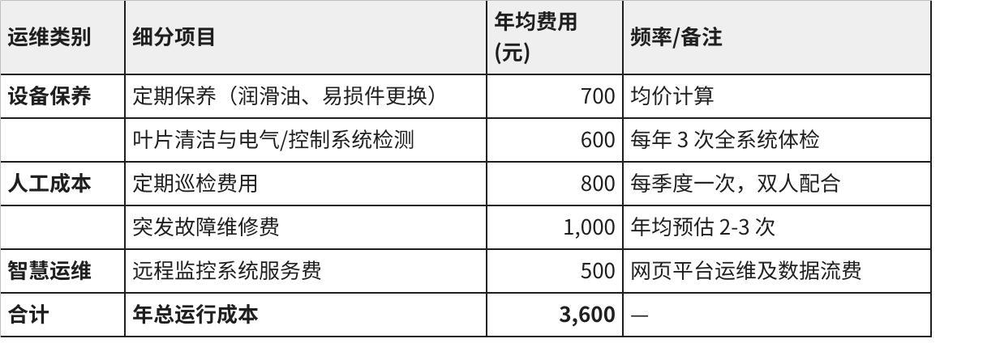 运维类别 细分项目 年均费用(元) 频率/备注
设备保养 定期保养（润滑油、易损件更换） 700 均价计算
叶片清洁与电气/控制系统检测 600 每年 3 次全系统体检
人工成本 定期巡检费用 800 每季度一次，双人配合
突发故障维修费 1,000 年均预估 2-3 次
智慧运维 远程监控系统服务费 500 网页平台运维及数据流费
合计 年总运行成本 3,600 —